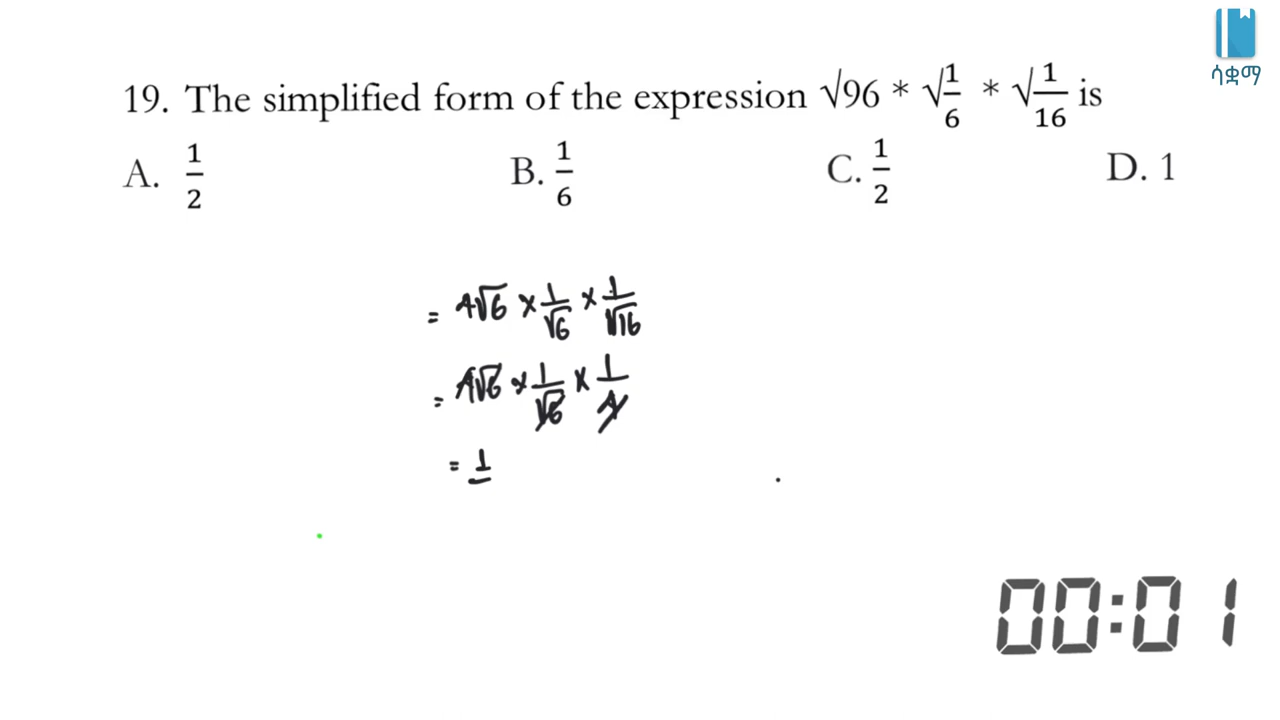 ሳቋማ
19. The simplified form of the expression √96 * √1/6 * √1/16 is
A. 1/2 B. 1/6 C. 1/2 D. 1
= 4√6 × 1/√6 × 1/√16
= 4√6 × 1/√6 × 1/4
= 1
00:01